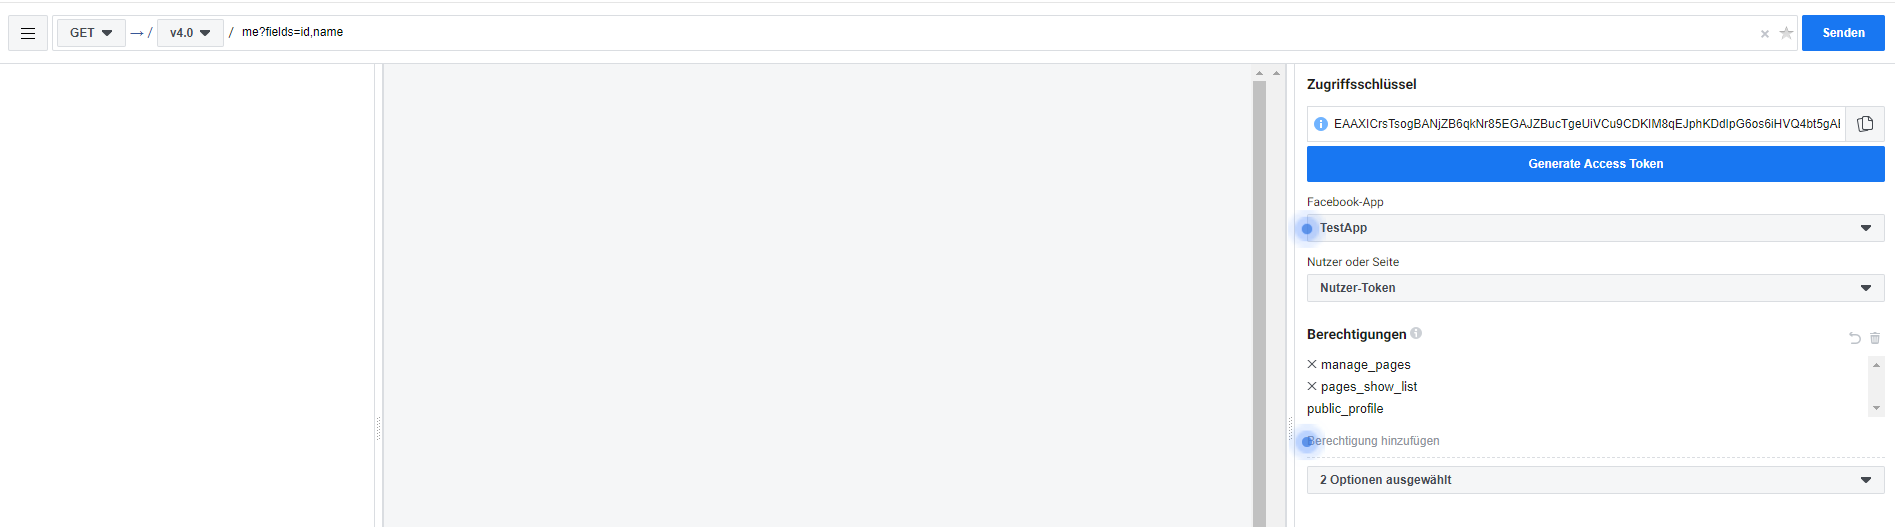 GET → / v4.0 / me?fields=id,name × Senden
Zugriffsschlüssel
Generate Access Token
Facebook-App
TestApp
Nutzer oder Seite
Nutzer-Token
Berechtigungen
manage_pages
pages_show_list
public_profile
Berechtigung hinzufügen
2 Optionen ausgewählt